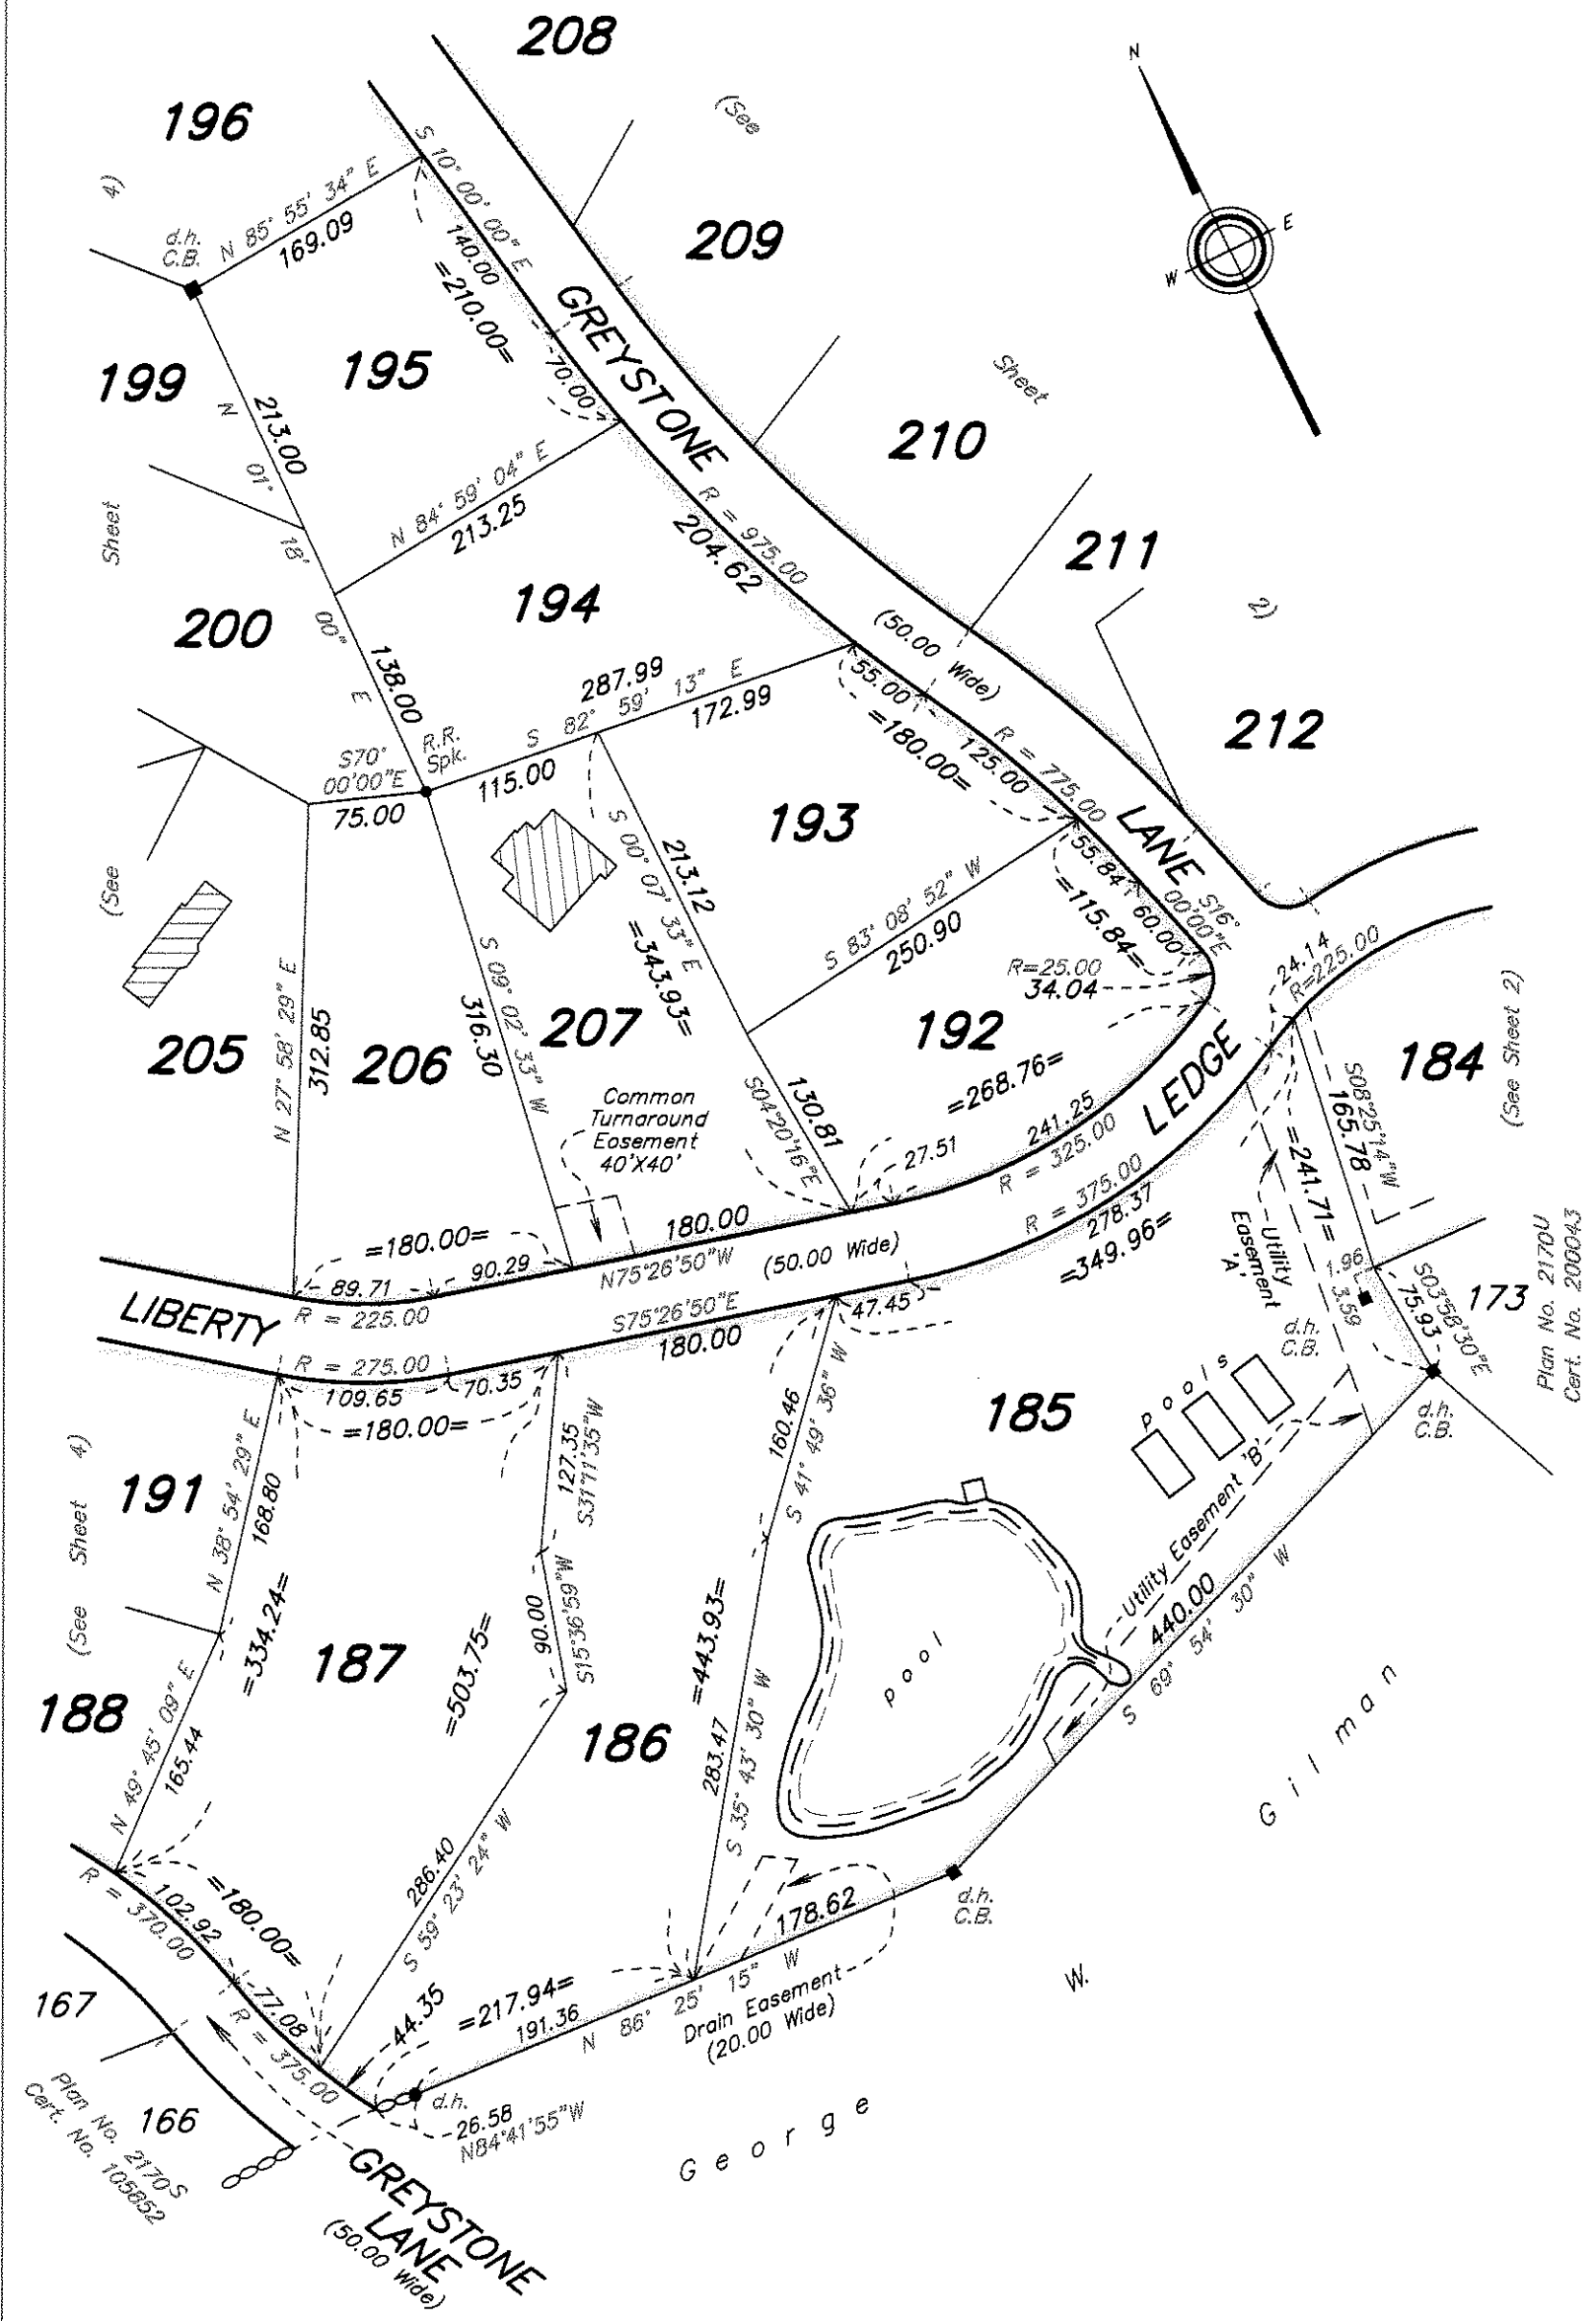 208
196
(See
N
4)
S 10° 00' 00" E
N 85° 55' 34" E
169.09
d.h.
C.B.
209
E
W
140.00
=210.00=
GREYSTONE
195
199
70.00
Sheet
N
213.00
210
01°
N 84° 59' 04" E
213.25
R = 975.00
204.62
Sheet
18'
211
194
2)
200
00"
(50.00 Wide)
138.00
E
287.99
S 82° 59' 13" E
172.99
55.00
=180.00=
125.00
R = 775.00
212
S70°
00'00"E
75.00
R.R.
Spk.
115.00
193
LANE
S 00° 07' 33" E
213.12
=343.93=
55.84
=115.84=
60.00
S16°
00'00"E
(See
S 83° 08' 52" W
250.90
R=25.00
34.04
24.14
R=225.00
S 09° 02' 33" W
316.30
N 27° 58' 29" E
312.85
205
206
207
192
LEDGE
184
(See Sheet 2)
=268.76=
Common
Turnaround
Easement
40'X40'
S04°20'16"E
130.81
27.51
241.25
R = 325.00
S08°25'14"W
165.78
=241.71=
Utility
Easement
'A'
180.00
N75°26'50"W
(50.00 Wide)
R = 375.00
278.37
=349.96=
=180.00=
89.71
90.29
R = 225.00
LIBERTY
S75°26'50"E
180.00
47.45
1.96
3.59
d.h.
C.B.
S03°58'30"E
75.93
173
Plan No. 2170U
Cert. No. 200043
R = 275.00
109.65
70.35
=180.00=
Pools
185
d.h.
C.B.
127.35
S31°11'35"W
160.46
S 41° 49' 36" W
191
N 38° 54' 29" E
168.80
(See Sheet 4)
Utility Easement 'B'
440.00
S 69° 54' 30" W
90.00
S15°36'59"W
=334.24=
187
=503.75=
=443.93=
Pool
188
N 49° 45' 09" E
165.44
186
283.47
S 35° 43' 30" W
Gilman
286.40
S 59° 23' 24" W
R = 370.00
102.92
=180.00=
178.62
d.h.
C.B.
W.
167
77.08
R = 375.00
44.35
=217.94=
191.36
N 86° 25' 15" W
Drain Easement
(20.00 Wide)
d.h.
26.58
N84°41'55"W
166
Plan No. 2170S
Cert. No. 105852
George
GREYSTONE
LANE
(50.00 Wide)